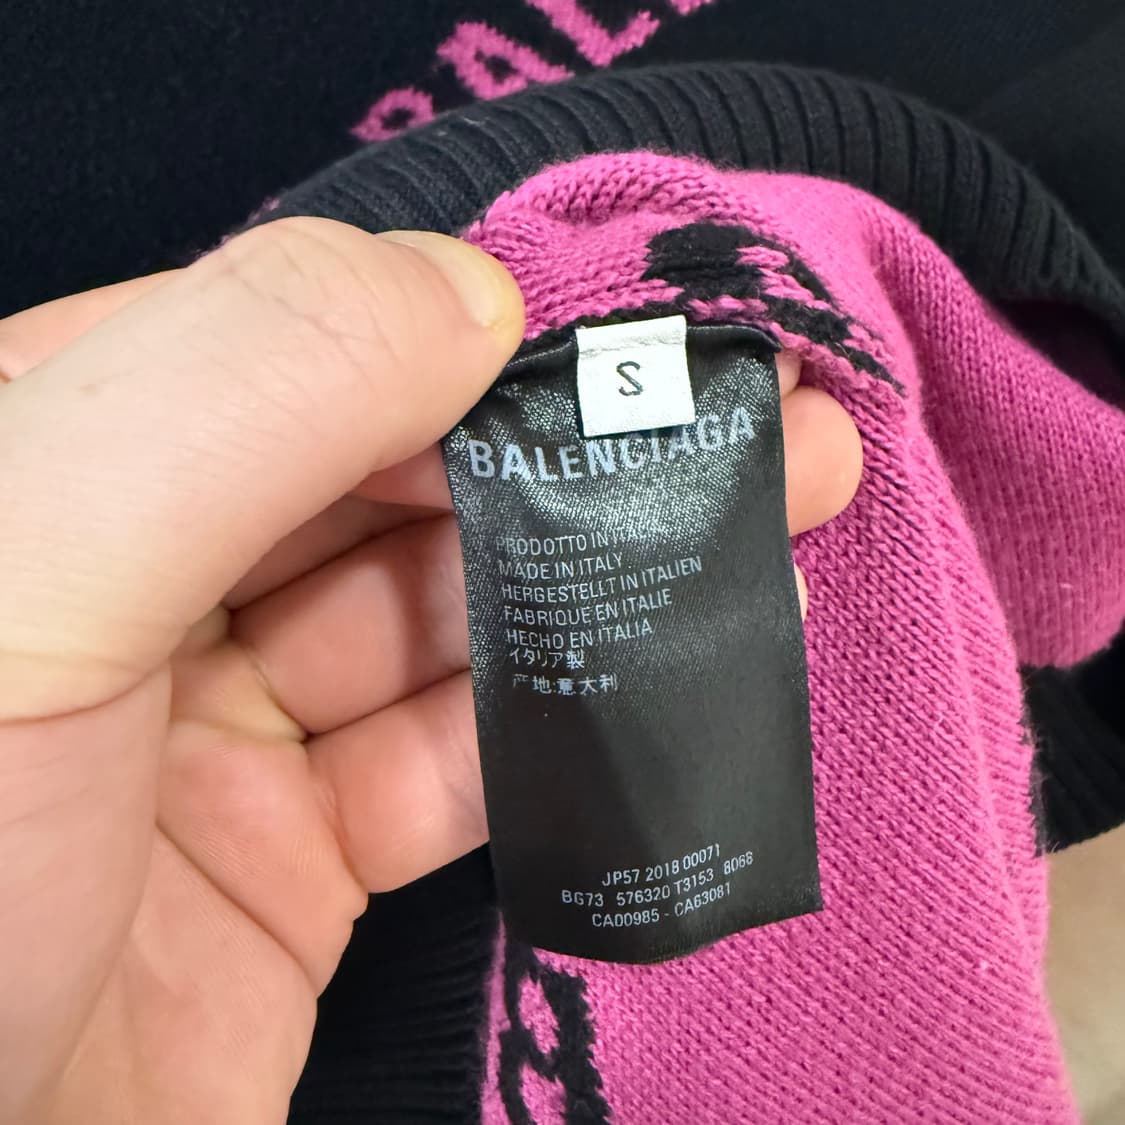 BAL
S
BALENCIAGA
PRODOTTO IN ITALIA
MADE IN ITALY
HERGESTELLT IN ITALIEN
FABRIQUE EN ITALIE
HECHO EN ITALIA
イタリア製
产地:意大利
JP57 2018 00071
BG73 576320 T3153 8068
CA00985 - CA63081